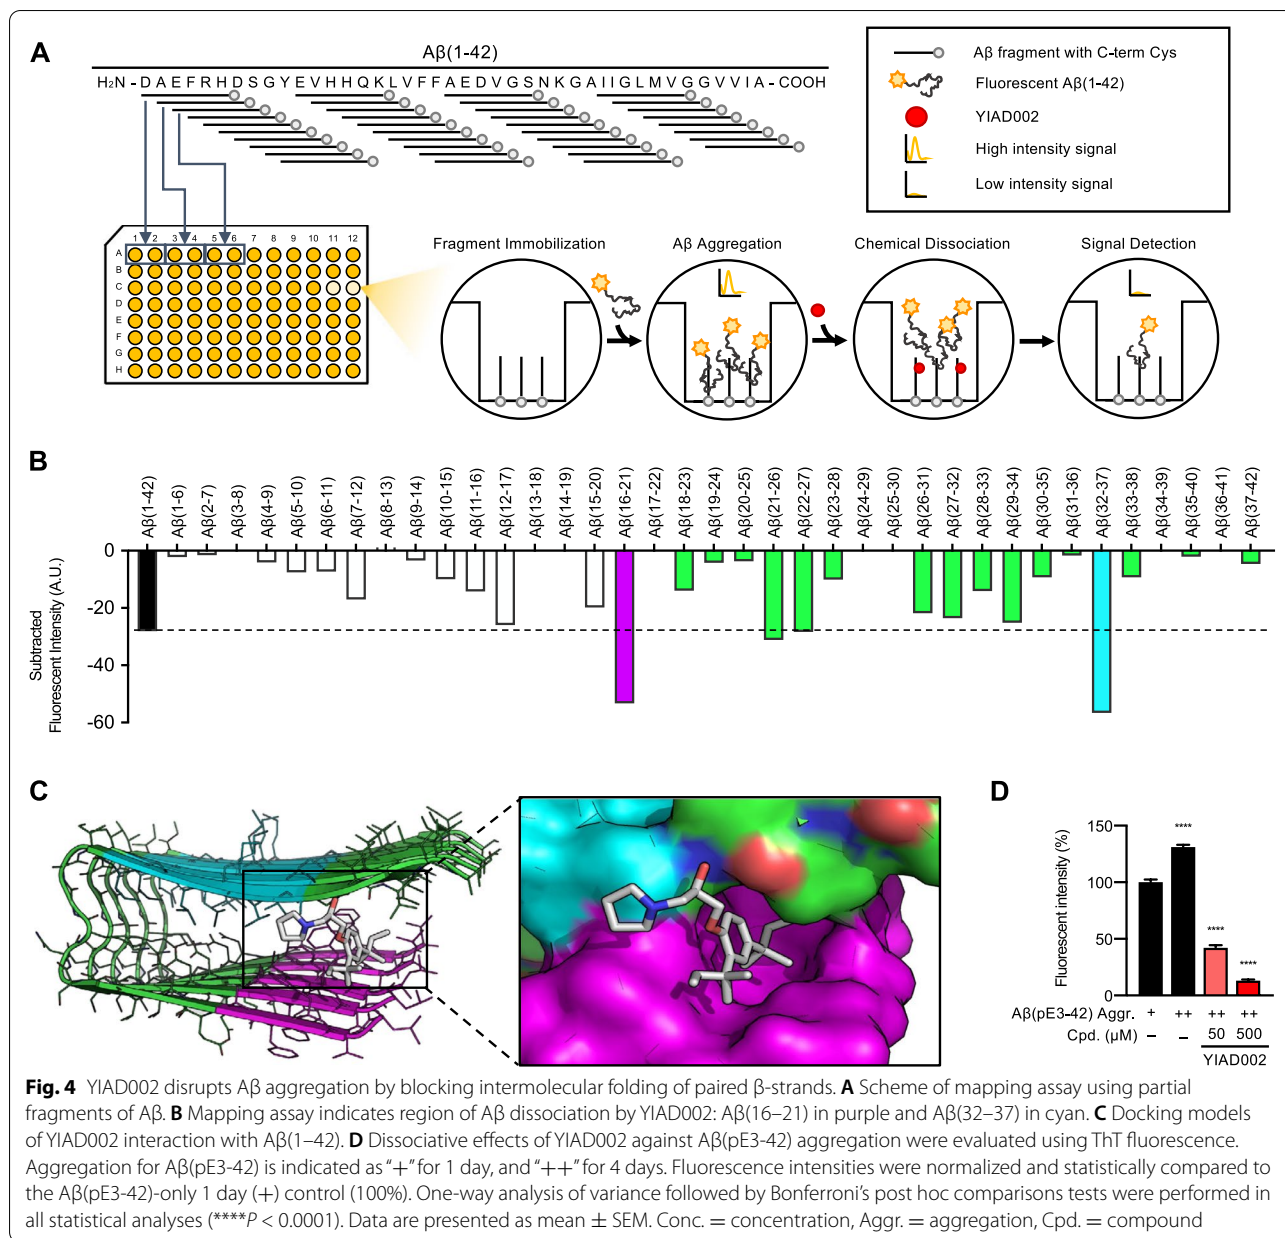 A
Aβ(1-42)
H₂N - D A E F R H D S G Y E V H H Q K L V F F A E D V G S N K G A I I G L M V G G V V I A - COOH
Aβ fragment with C-term Cys
Fluorescent Aβ(1-42)
YIAD002
High intensity signal
Low intensity signal
1 2 3 4 5 6 7 8 9 10 11 12
A
B
C
D
E
F
G
H
Fragment Immobilization
Aβ Aggregation
Chemical Dissociation
Signal Detection
B
Aβ(1-42)
Aβ(1-6)
Aβ(2-7)
Aβ(3-8)
Aβ(4-9)
Aβ(5-10)
Aβ(6-11)
Aβ(7-12)
Aβ(8-13)
Aβ(9-14)
Aβ(10-15)
Aβ(11-16)
Aβ(12-17)
Aβ(13-18)
Aβ(14-19)
Aβ(15-20)
Aβ(16-21)
Aβ(17-22)
Aβ(18-23)
Aβ(19-24)
Aβ(20-25)
Aβ(21-26)
Aβ(22-27)
Aβ(23-28)
Aβ(24-29)
Aβ(25-30)
Aβ(26-31)
Aβ(27-32)
Aβ(28-33)
Aβ(29-34)
Aβ(30-35)
Aβ(31-36)
Aβ(32-37)
Aβ(33-38)
Aβ(34-39)
Aβ(35-40)
Aβ(36-41)
Aβ(37-42)
Subtracted
Fluorescent Intensity (A.U.)
0
-20
-40
-60
C
D
Fluorescent intensity (%)
150
100
50
0
****
****
****
Aβ(pE3-42) Aggr. + ++ ++ ++
Cpd. (μM) – – 50 500
YIAD002
Fig. 4 YIAD002 disrupts Aβ aggregation by blocking intermolecular folding of paired β-strands. A Scheme of mapping assay using partial
fragments of Aβ. B Mapping assay indicates region of Aβ dissociation by YIAD002: Aβ(16–21) in purple and Aβ(32–37) in cyan. C Docking models
of YIAD002 interaction with Aβ(1–42). D Dissociative effects of YIAD002 against Aβ(pE3-42) aggregation were evaluated using ThT fluorescence.
Aggregation for Aβ(pE3-42) is indicated as “+” for 1 day, and “++” for 4 days. Fluorescence intensities were normalized and statistically compared to
the Aβ(pE3-42)-only 1 day (+) control (100%). One-way analysis of variance followed by Bonferroni’s post hoc comparisons tests were performed in
all statistical analyses (****P < 0.0001). Data are presented as mean ± SEM. Conc. = concentration, Aggr. = aggregation, Cpd. = compound